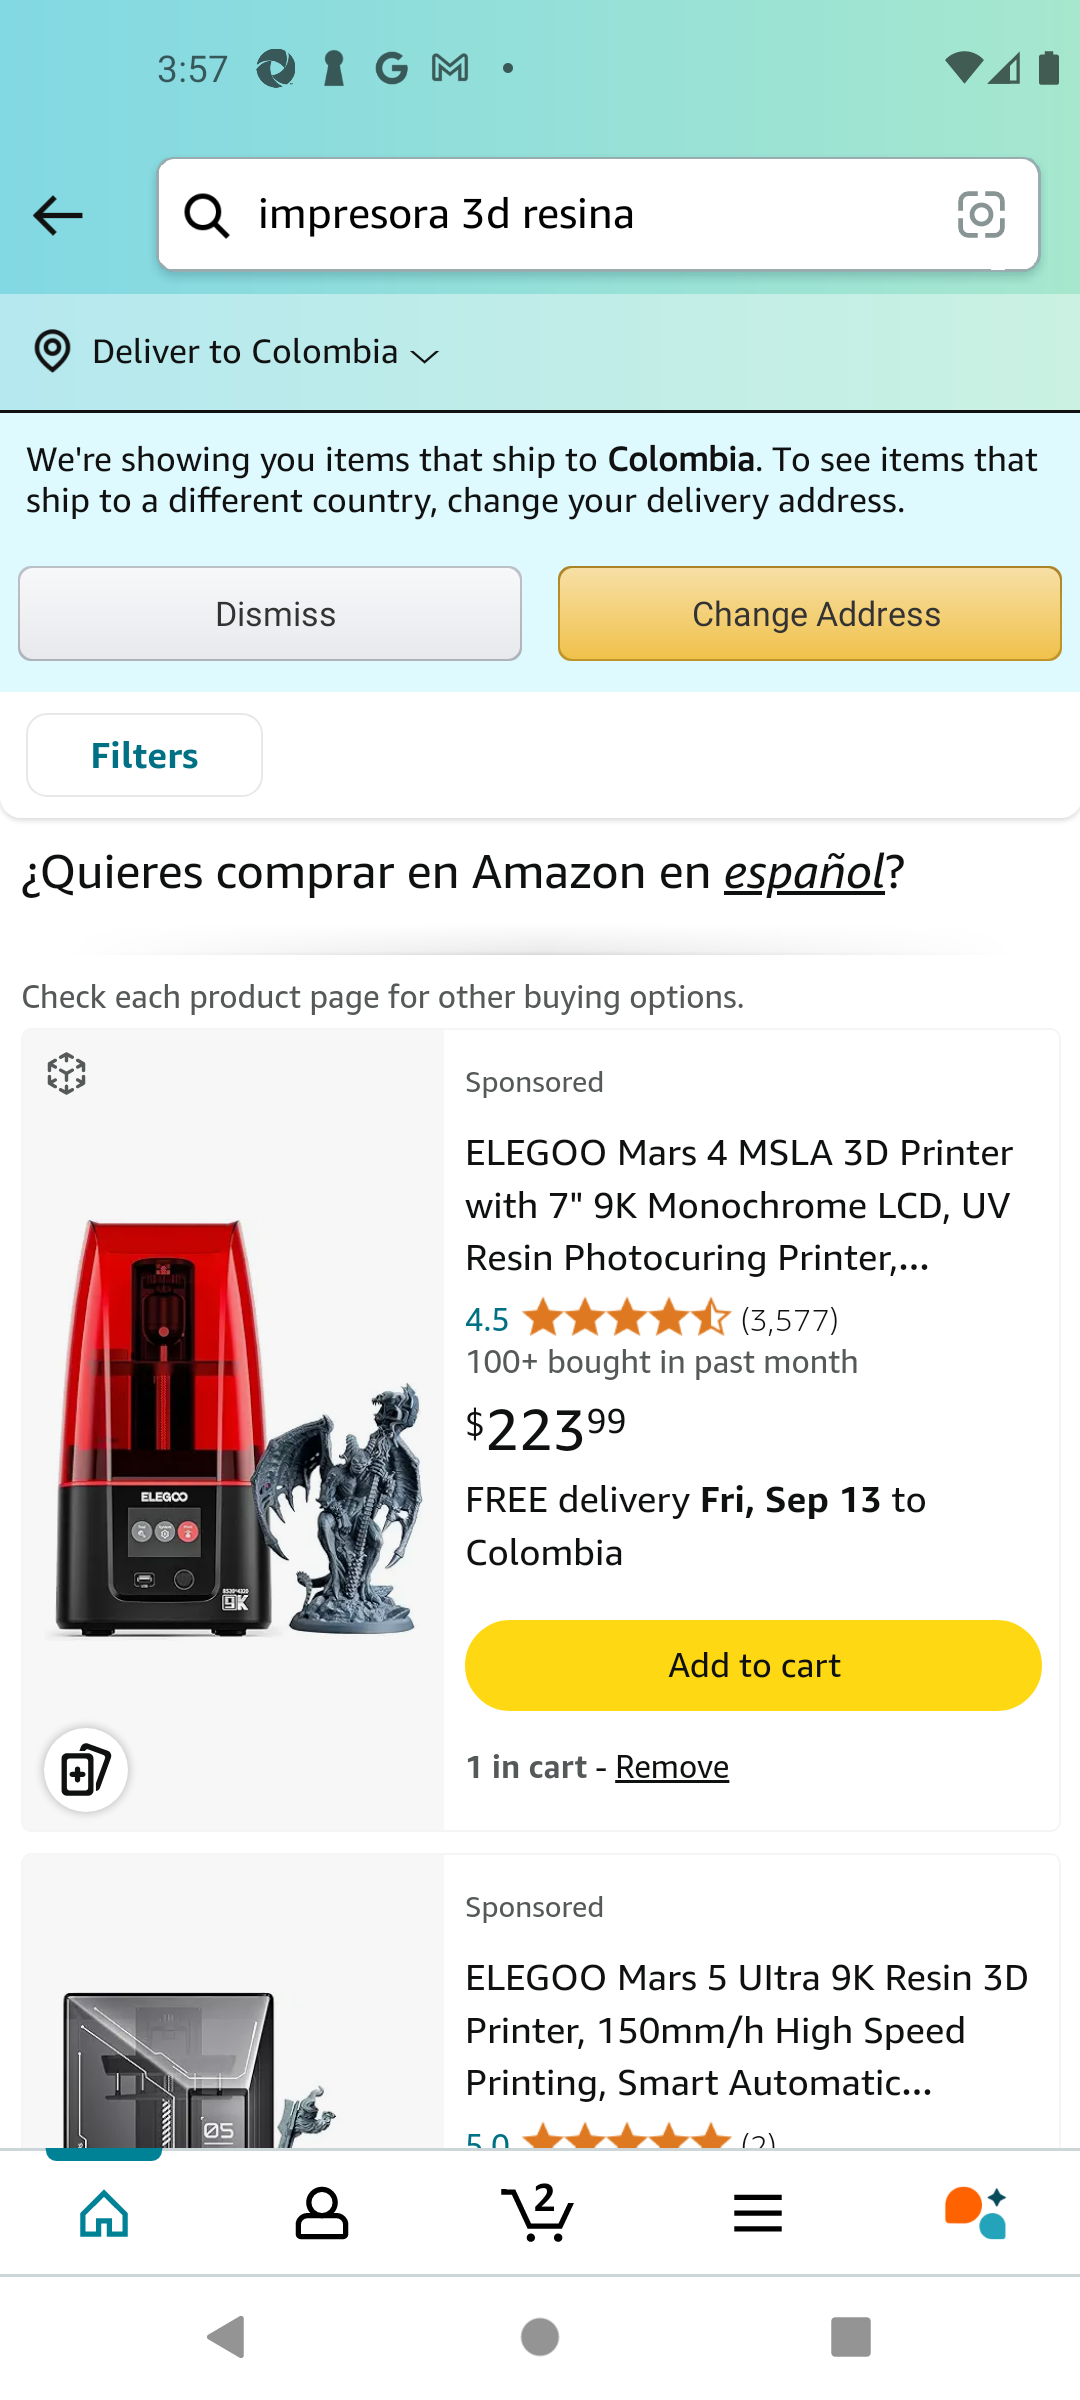 3:57
impresora 3d resina
Deliver to Colombia
We're showing you items that ship to Colombia. To see items that
ship to a different country, change your delivery address.
Dismiss
Change Address
Filters
¿Quieres comprar en Amazon en español?
Check each product page for other buying options.
Sponsored
ELEGOO Mars 4 MSLA 3D Printer
with 7" 9K Monochrome LCD, UV
Resin Photocuring Printer,...
4.5 (3,577)
100+ bought in past month
$223 99
FREE delivery Fri, Sep 13 to
Colombia
ELEGOO
9K
Add to cart
1 in cart - Remove
Sponsored
ELEGOO Mars 5 Ultra 9K Resin 3D
Printer, 150mm/h High Speed
Printing, Smart Automatic...
5.0 (2)
05
2